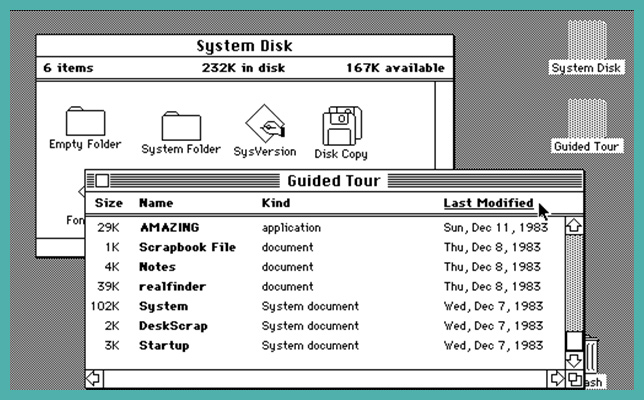 System Disk
6 items 232K in disk 167K available
Empty Folder System Folder SysVersion Disk Copy
Fon
System Disk
Guided Tour
Guided Tour
Size Name Kind Last Modified
29K AMAZING application Sun, Dec 11, 1983
1K Scrapbook File document Thu, Dec 8, 1983
4K Notes document Thu, Dec 8, 1983
39K realfinder document Thu, Dec 8, 1983
102K System System document Wed, Dec 7, 1983
2K DeskScrap System document Wed, Dec 7, 1983
3K Startup System document Wed, Dec 7, 1983
ash